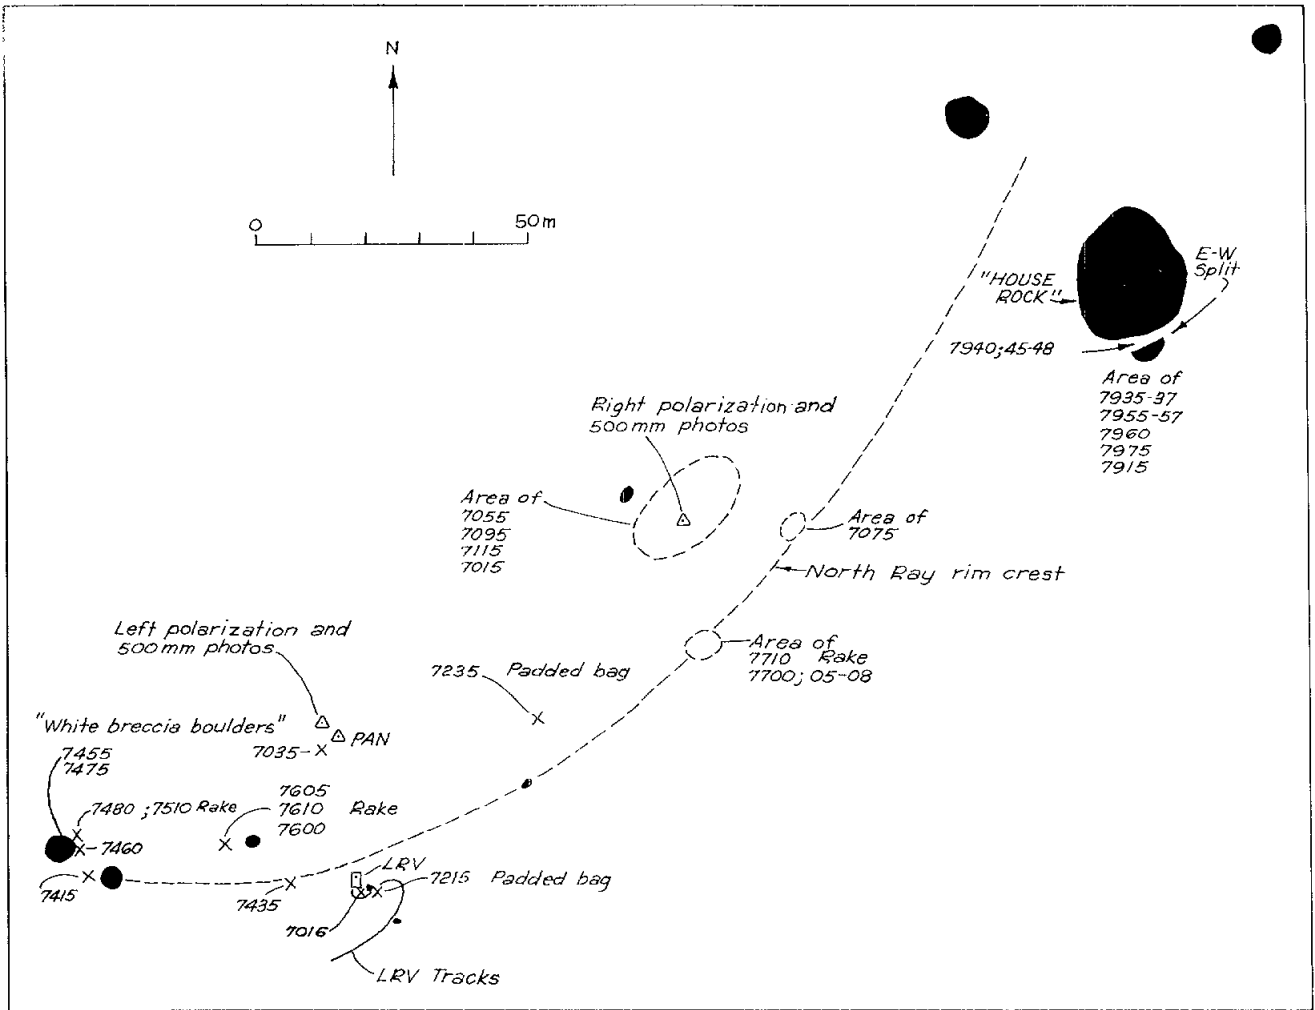 N
0
50m
E-W
Split
"HOUSE
ROCK"
7940;45-48
Area of
7935-37
7955-57
7960
7975
7915
Right polarization and
500mm photos
Area of
7055
7095
7115
7015
Area of
7075
North Ray rim crest
Left polarization and
500mm photos
Area of
7710 Rake
7700; 05-08
7235 Padded bag
"White breccia boulders"
7455
7475
PAN
7035
7605
7610 Rake
7600
7480 ;7510 Rake
7460
LRV
7215 Padded bag
7415
7435
7016
LRV Tracks